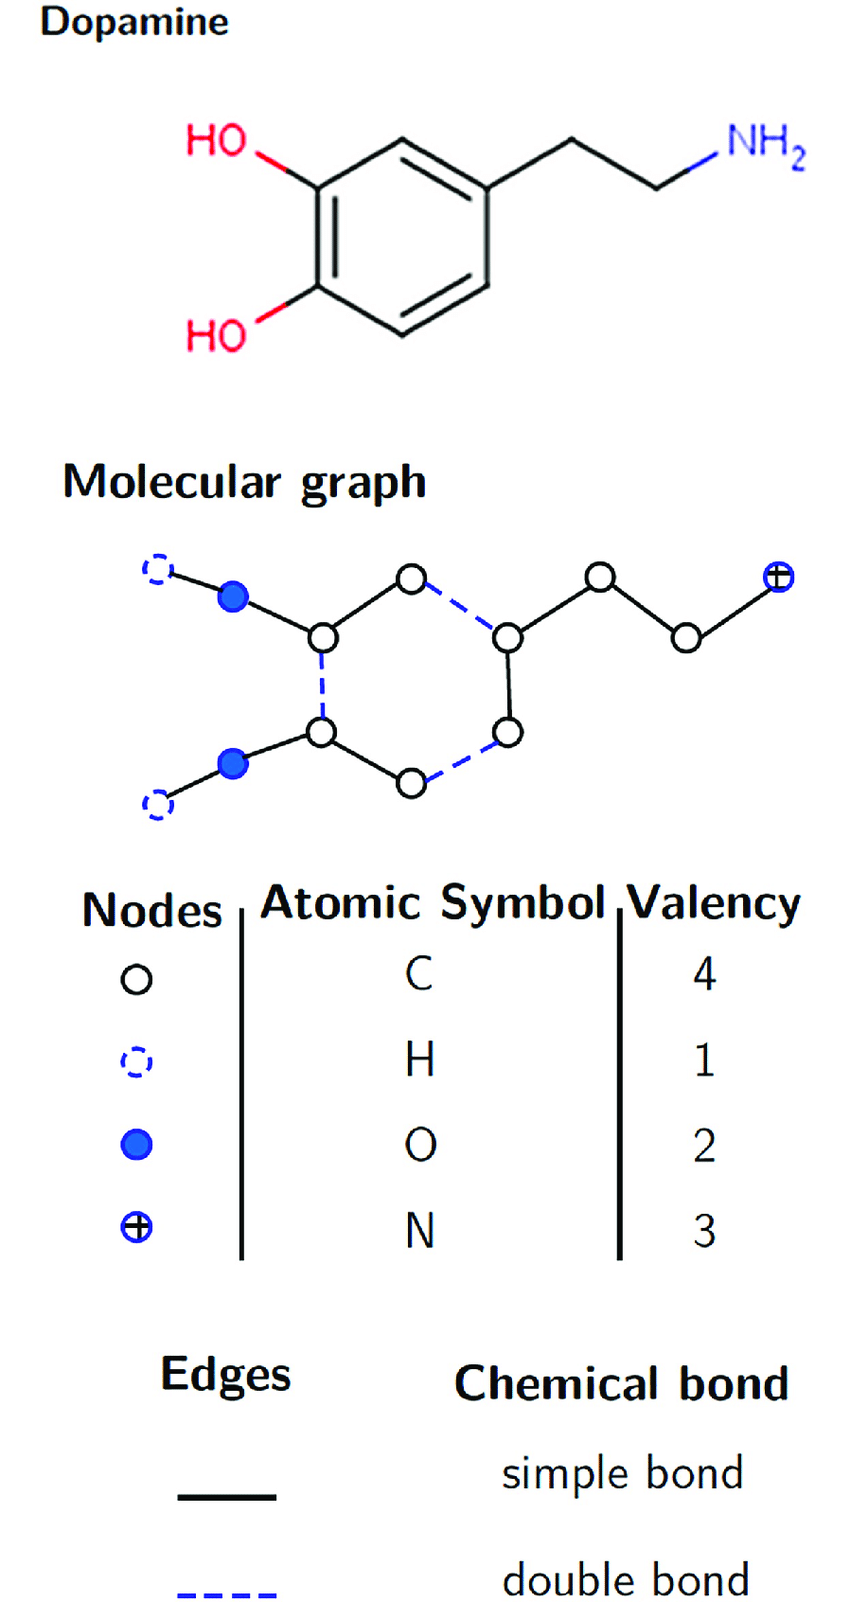 Dopamine
HO
NH2
HO
Molecular graph
Nodes Atomic Symbol Valency
C 4
H 1
O 2
N 3
Edges Chemical bond
simple bond
double bond